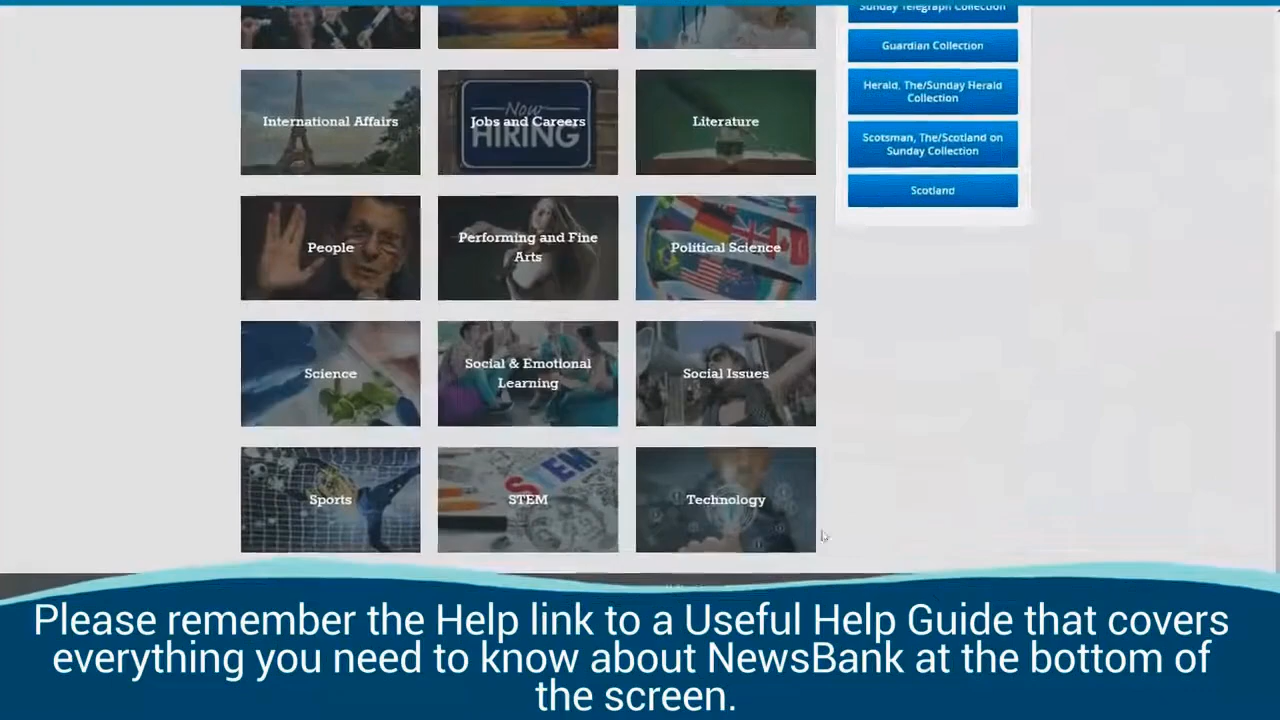 Sunday Telegraph Collection
Guardian Collection
Herald, The/Sunday Herald
Collection
Scotsman, The/Scotland on
Sunday Collection
Scotland
International Affairs
Now
HIRING
Jobs and Careers
Literature
People
Performing and Fine
Arts
Political Science
Science
Social & Emotional
Learning
Social Issues
Sports
STEM
STEM
Technology
Please remember the Help link to a Useful Help Guide that covers
everything you need to know about NewsBank at the bottom of
the screen.